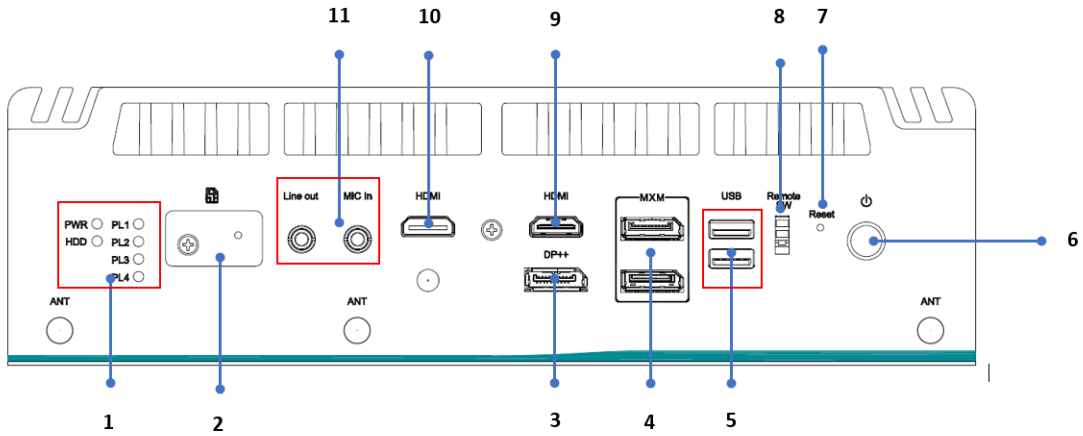 11 10 9 8 7
Line out MIC In HDMI HDMI MXM USB Remote SW
PWR PL1
HDD PL2
PL3
PL4
Reset
DP++
6
ANT ANT ANT
1 2 3 4 5